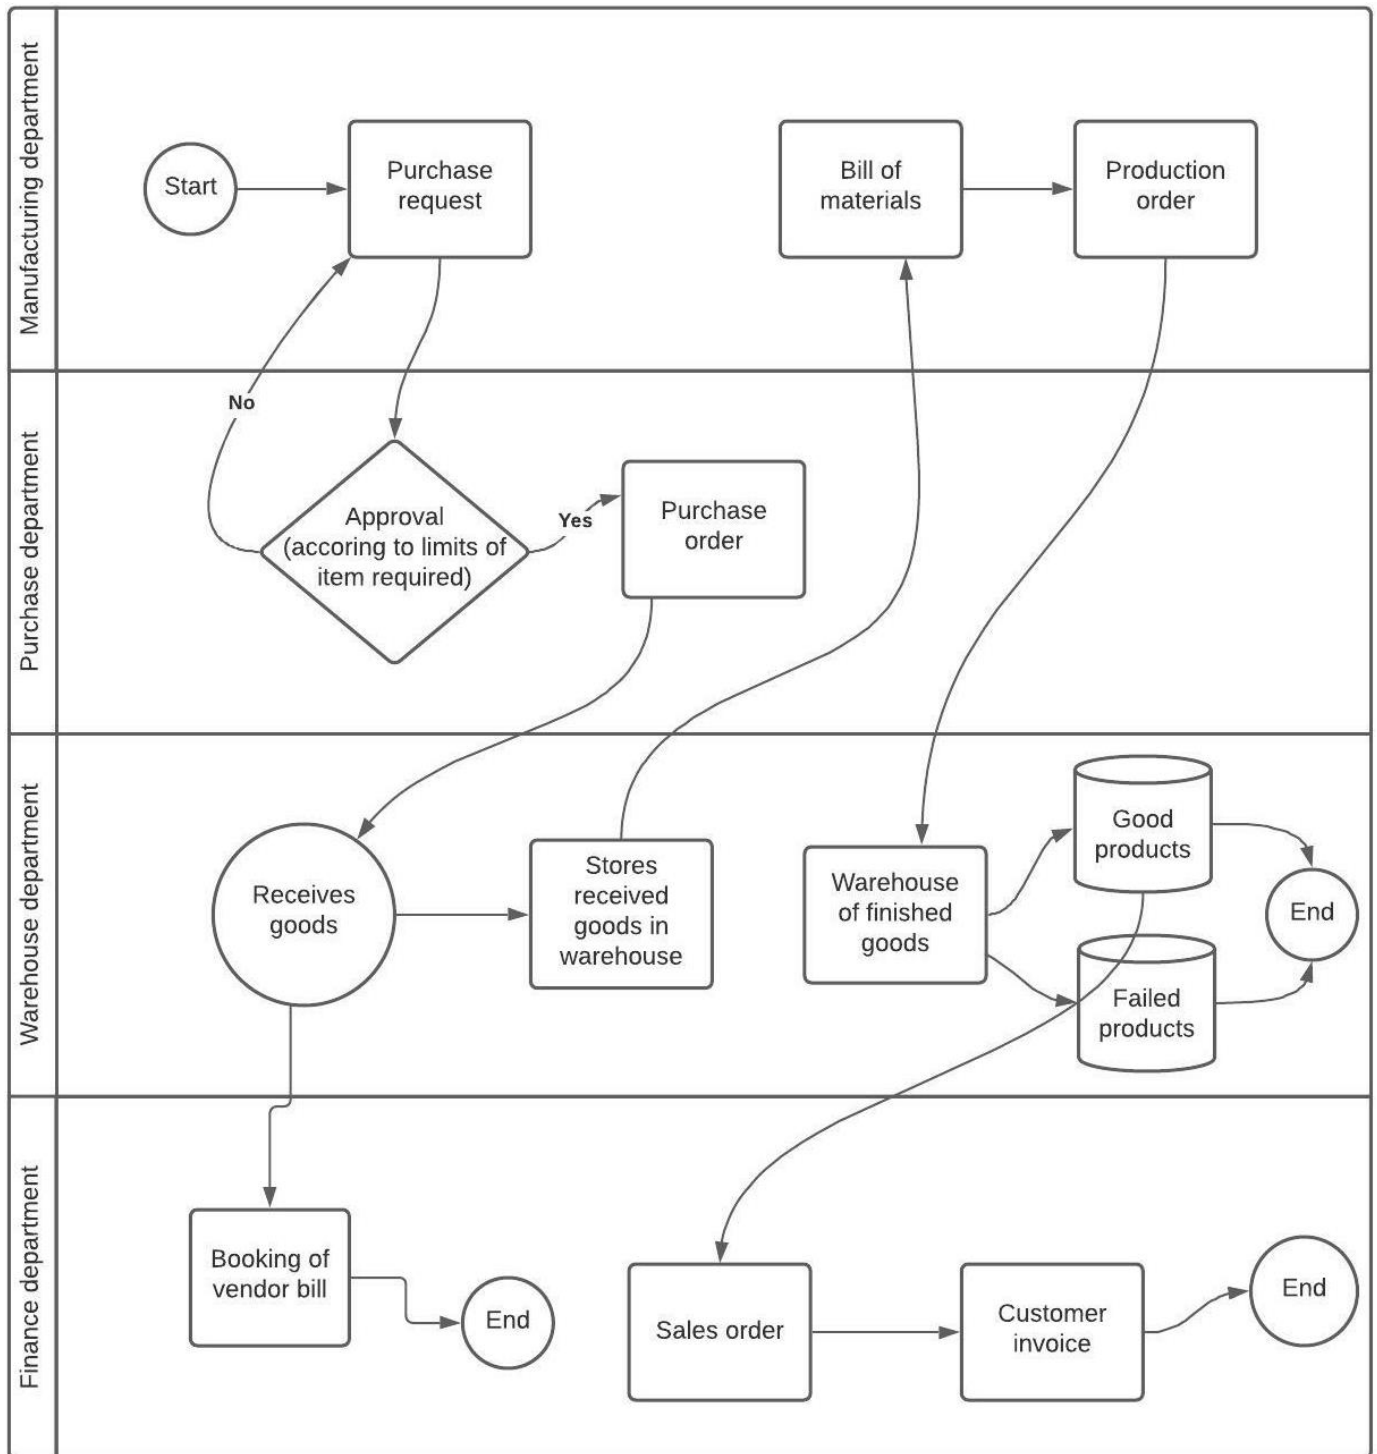 Manufacturing department
Start
Purchase
request
Bill of
materials
Production
order
Purchase department
No
Approval
(accoring to limits of
item required)
Yes
Purchase
order
Warehouse department
Receives
goods
Stores
received
goods in
warehouse
Warehouse
of finished
goods
Good
products
Failed
products
End
Finance department
Booking of
vendor bill
End
Sales order
Customer
invoice
End